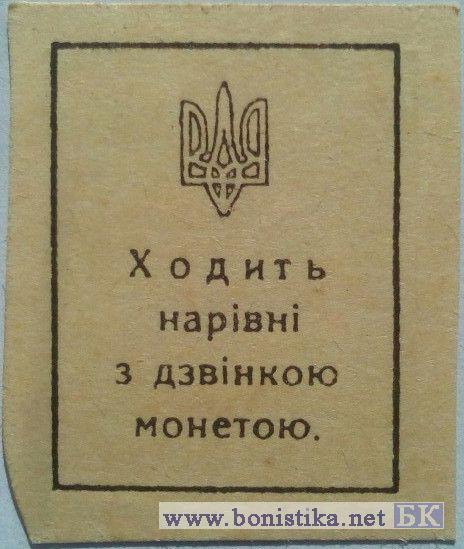 Ходить
нарівні
з дзвінкою
монетою.
www.bonistika.net БК